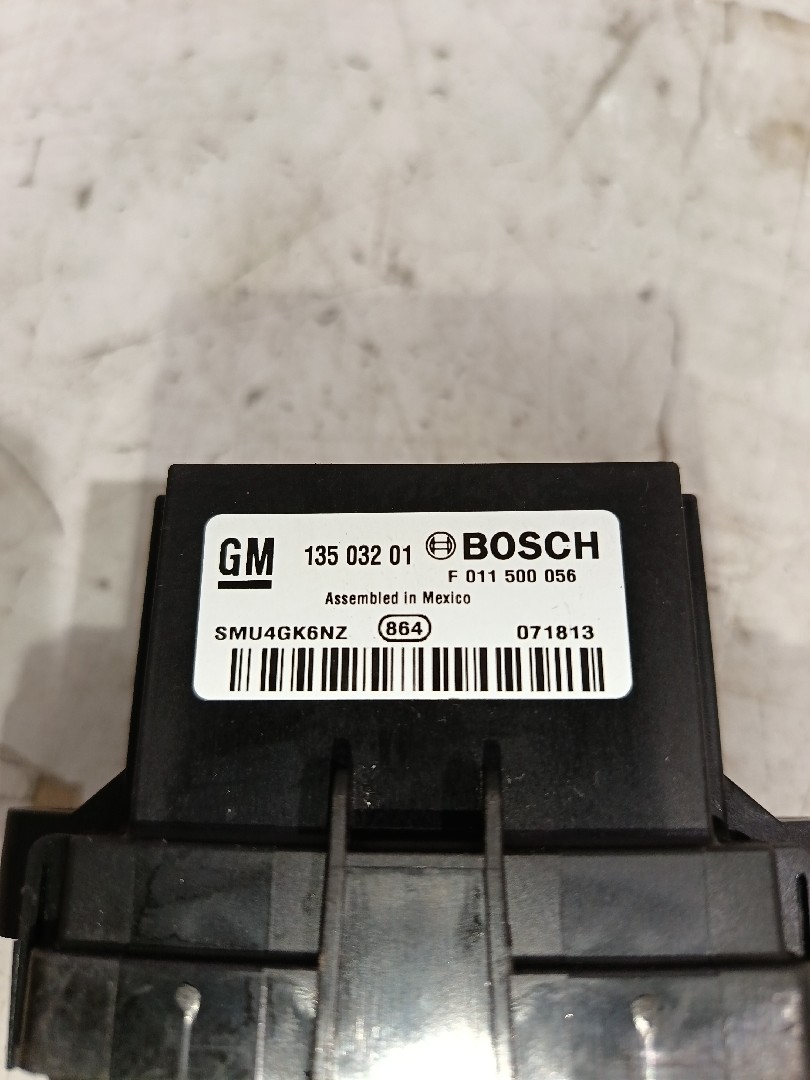 GM 135 032 01 BOSCH
F 011 500 056
Assembled in Mexico
SMU4GK6NZ 864 071813